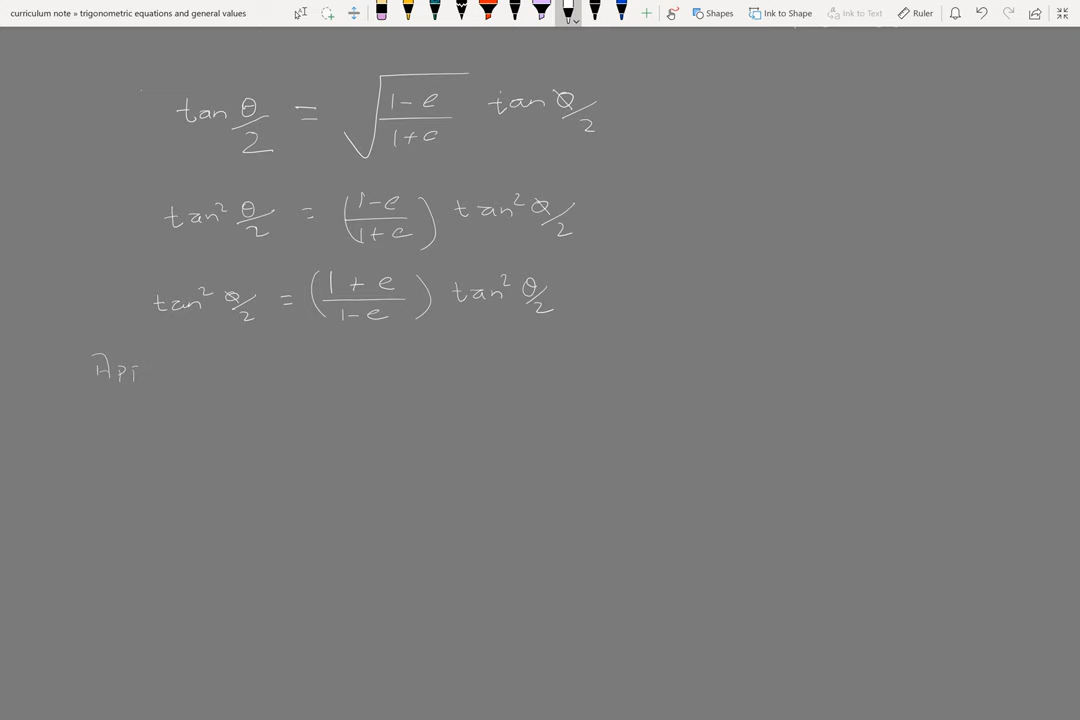 curriculum note » trigonometric equations and general values
Shapes Ink to Shape Ink to Text Ruler
tan θ/2 = √((1-e)/(1+e)) tan Φ/2
tan² θ/2 = ((1-e)/(1+e)) tan² Φ/2
tan² Φ/2 = ((1+e)/(1-e)) tan² θ/2